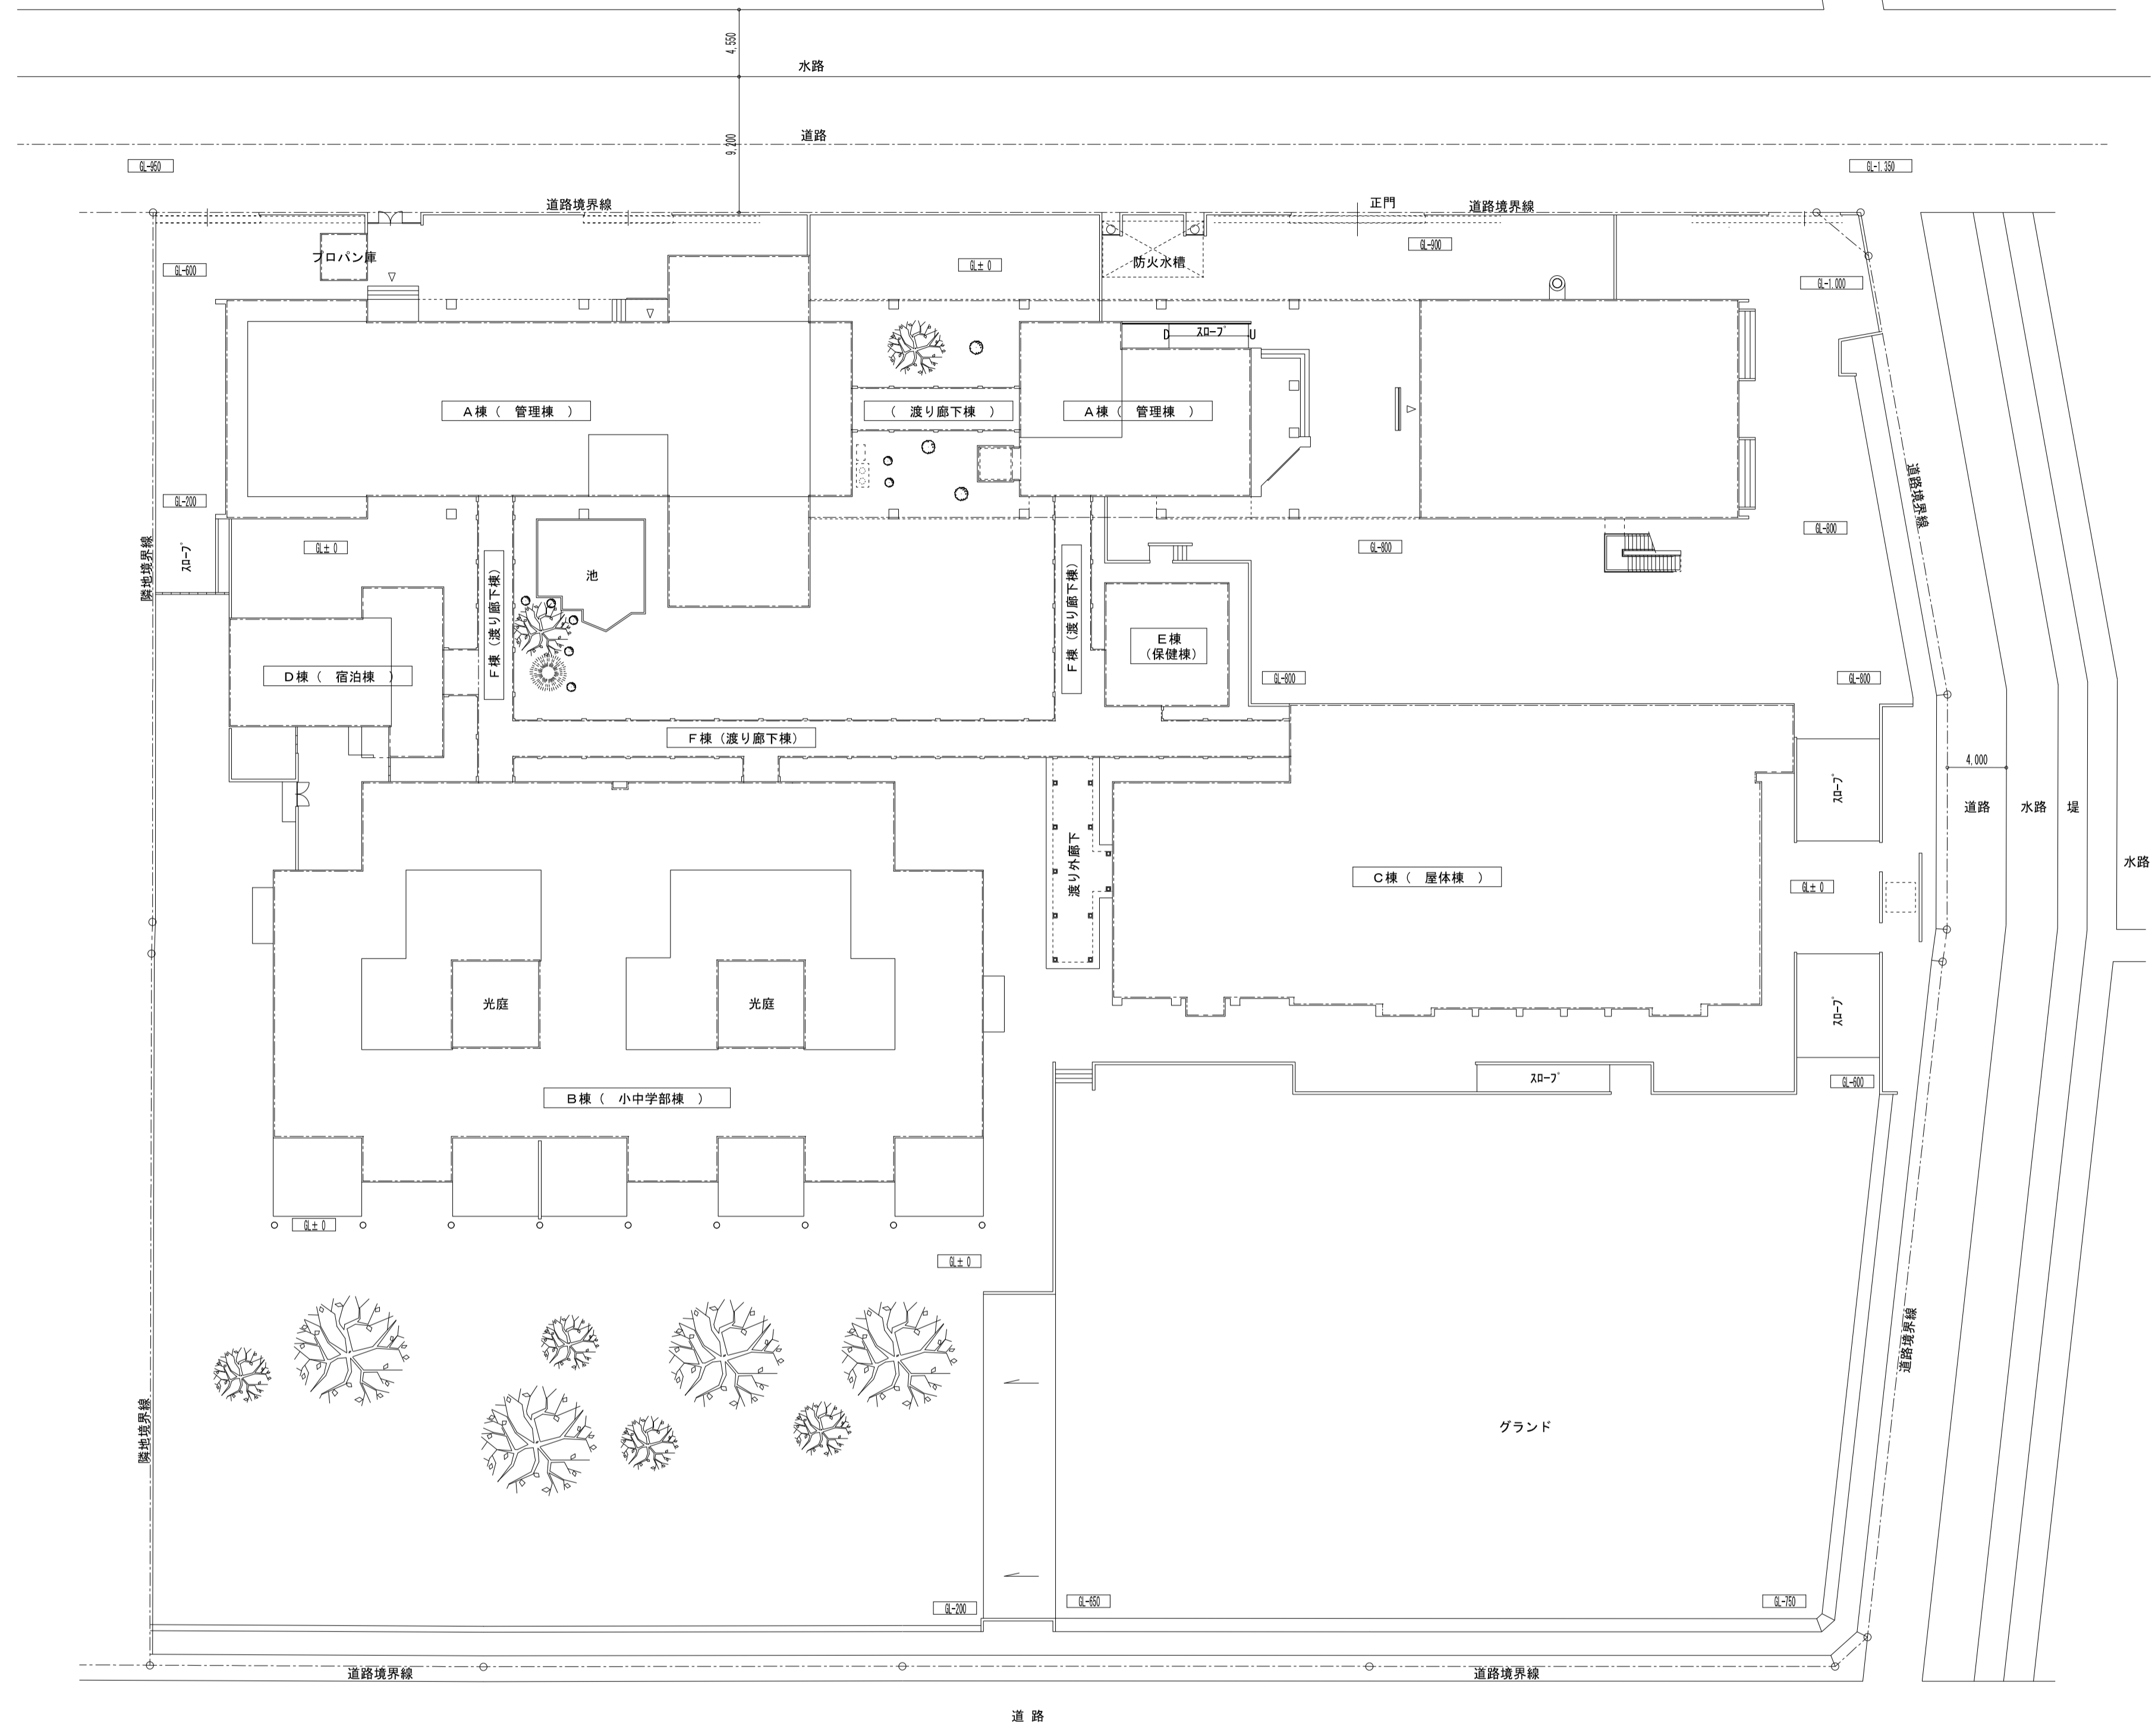 4,550
水路
9,200
道路
GL-950
GL-1.350
道路境界線
正門
道路境界線
GL-900
プロパン庫
GL-600
GL± 0
防火水槽
GL-1.000
D
ｽﾛｰﾌﾟ
U
A棟（ 管理棟 ）
（ 渡り廊下棟 ）
A棟（ 管理棟 ）
GL-200
道路境界線
GL-800
隣地境界線
ｽﾛｰﾌﾟ
GL± 0
F棟（渡り廊下棟）
池
F棟（渡り廊下棟）
GL-800
E棟
（保健棟）
D棟（ 宿泊棟 ）
GL-800
GL-800
F棟（渡り廊下棟）
4,000
ｽﾛｰﾌﾟ
道路
水路
堤
水路
渡り外廊下
C棟（ 屋体棟 ）
GL± 0
光庭
光庭
ｽﾛｰﾌﾟ
ｽﾛｰﾌﾟ
GL-600
B棟（ 小中学部棟 ）
GL± 0
GL± 0
道路境界線
隣地境界線
グランド
GL-200
GL-650
GL-750
道路境界線
道路境界線
道 路